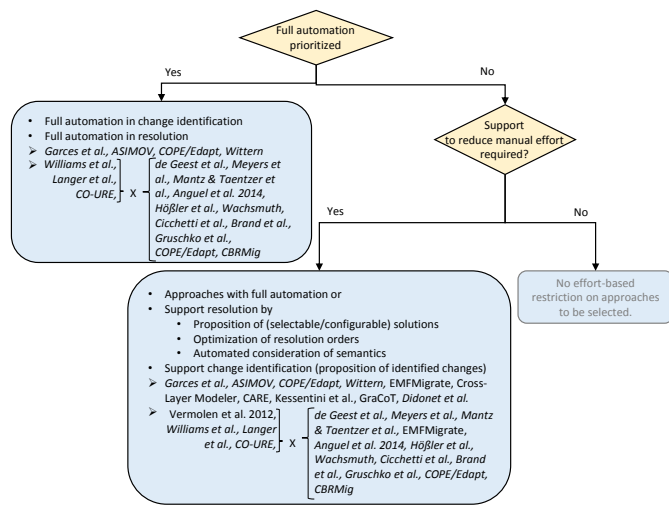 Full automation
prioritized
Yes
No
• Full automation in change identification
• Full automation in resolution
➢ Garces et al., ASIMOV, COPE/Edapt, Wittern
➢ Williams et al.,
Langer et al.,
CO-URE,
X
de Geest et al., Meyers et
al., Mantz & Taentzer et
al., Anguel et al. 2014,
Hößler et al., Wachsmuth,
Cicchetti et al., Brand et al.,
Gruschko et al.,
COPE/Edapt, CBRMig
Support
to reduce manual effort
required?
Yes
No
• Approaches with full automation or
• Support resolution by
• Proposition of (selectable/configurable) solutions
• Optimization of resolution orders
• Automated consideration of semantics
• Support change identification (proposition of identified changes)
➢ Garces et al., ASIMOV, COPE/Edapt, Wittern, EMFMigrate, Cross-
Layer Modeler, CARE, Kessentini et al., GraCoT, Didonet et al.
➢ Vermolen et al. 2012,
Williams et al., Langer
et al., CO-URE,
X
de Geest et al., Meyers et al., Mantz
& Taentzer et al., EMFMigrate,
Anguel et al. 2014, Hößler et al.,
Wachsmuth, Cicchetti et al., Brand
et al., Gruschko et al., COPE/Edapt,
CBRMig
No effort-based
restriction on approaches
to be selected.